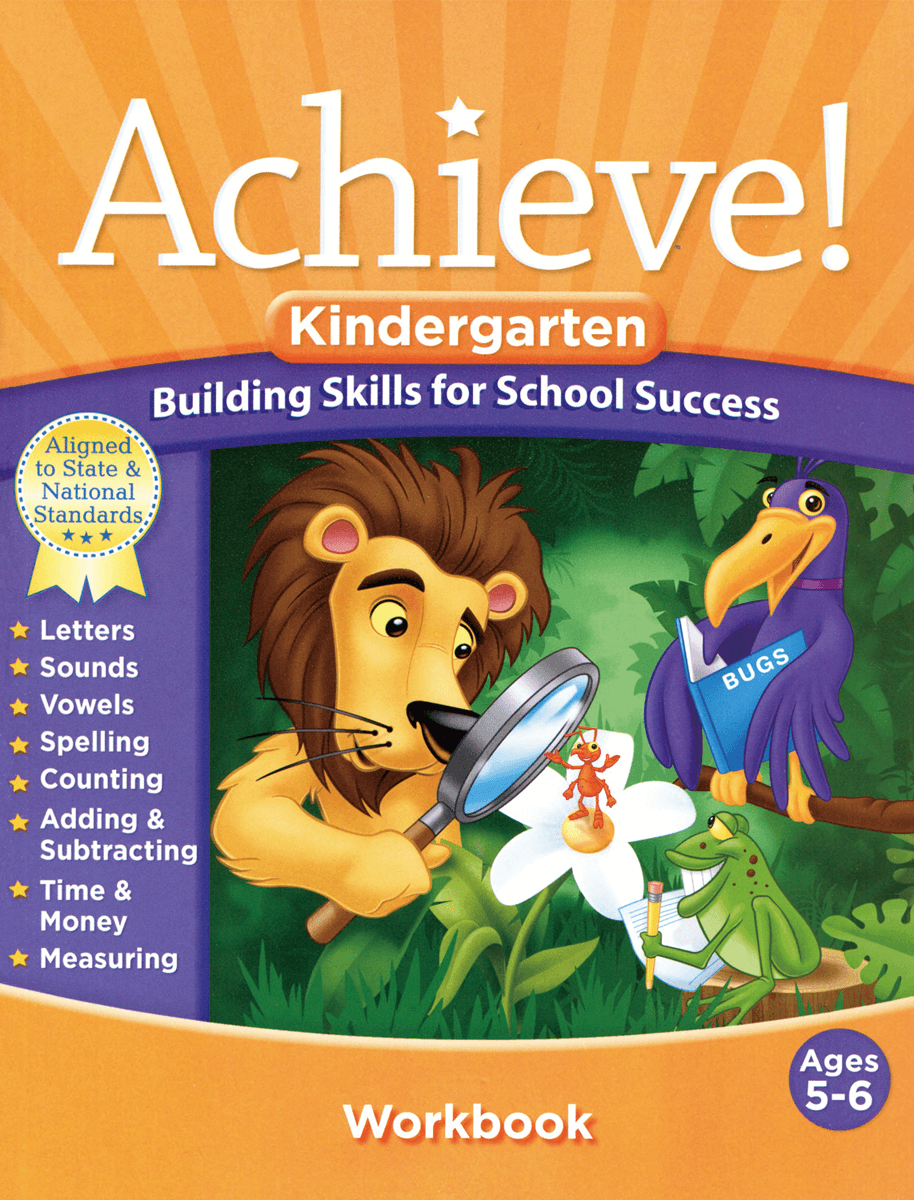 Achieve!
Kindergarten
Building Skills for School Success
Aligned
to State &
National
Standards
Letters
Sounds
Vowels
Spelling
Counting
Adding &
Subtracting
Time &
Money
Measuring
BUGS
Ages
5-6
Workbook